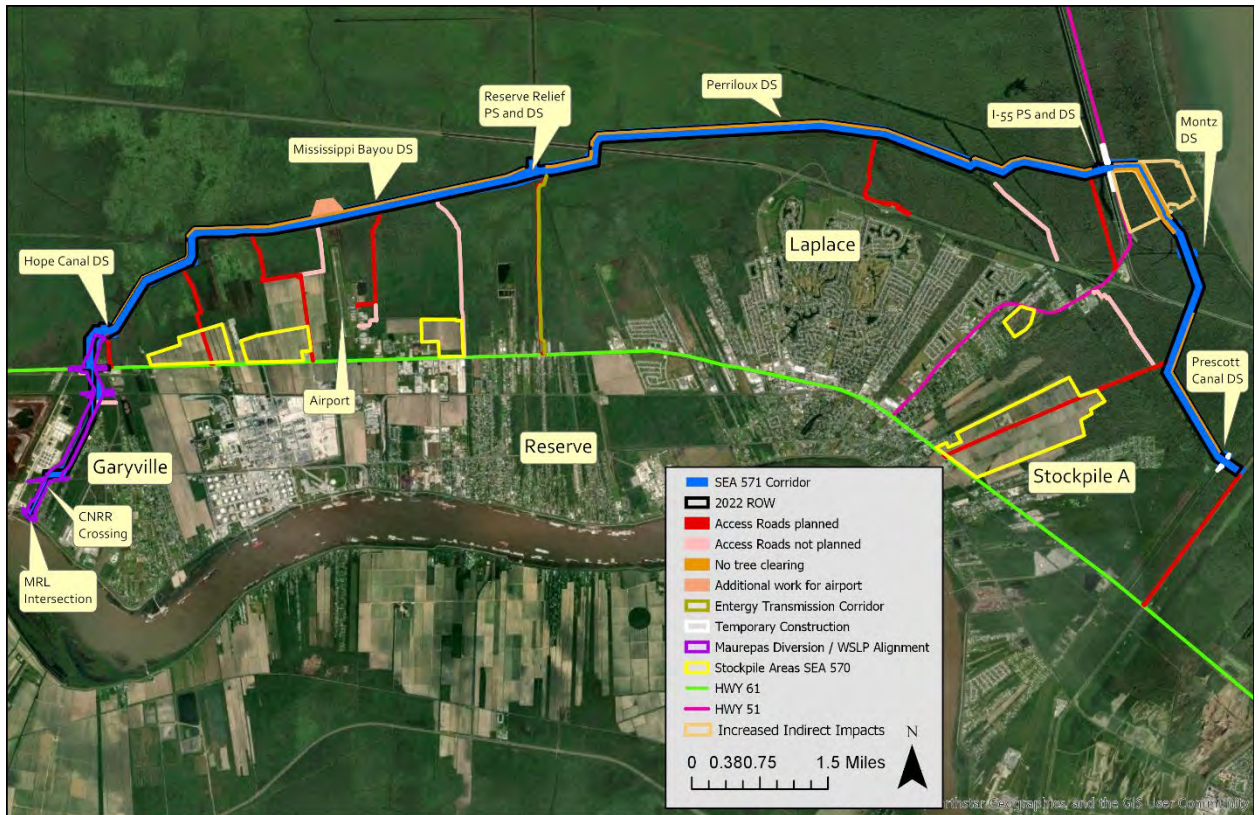 Perriloux DS
Reserve Relief
PS and DS
I-55 PS and DS
Montz
DS
Mississippi Bayou DS
Hope Canal DS
Laplace
Prescott
Canal DS
Airport
Reserve
Garyville
Stockpile A
CNRR
Crossing
MRL
Intersection
SEA 571 Corridor
2022 ROW
Access Roads planned
Access Roads not planned
No tree clearing
Additional work for airport
Entergy Transmission Corridor
Temporary Construction
Maurepas Diversion / WSLP Alignment
Stockpile Areas SEA 570
HWY 61
HWY 51
Increased Indirect Impacts
N
0 0.380.75 1.5 Miles
Geographics, and the GIS User Community